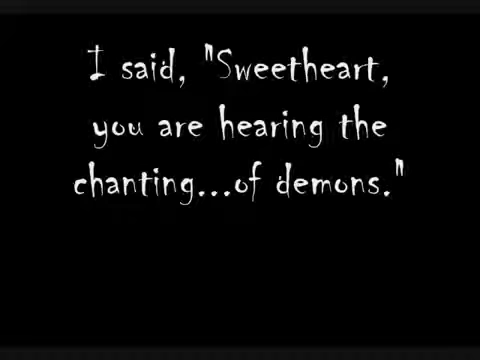 I said, "Sweetheart,
you are hearing the
chanting...of demons."